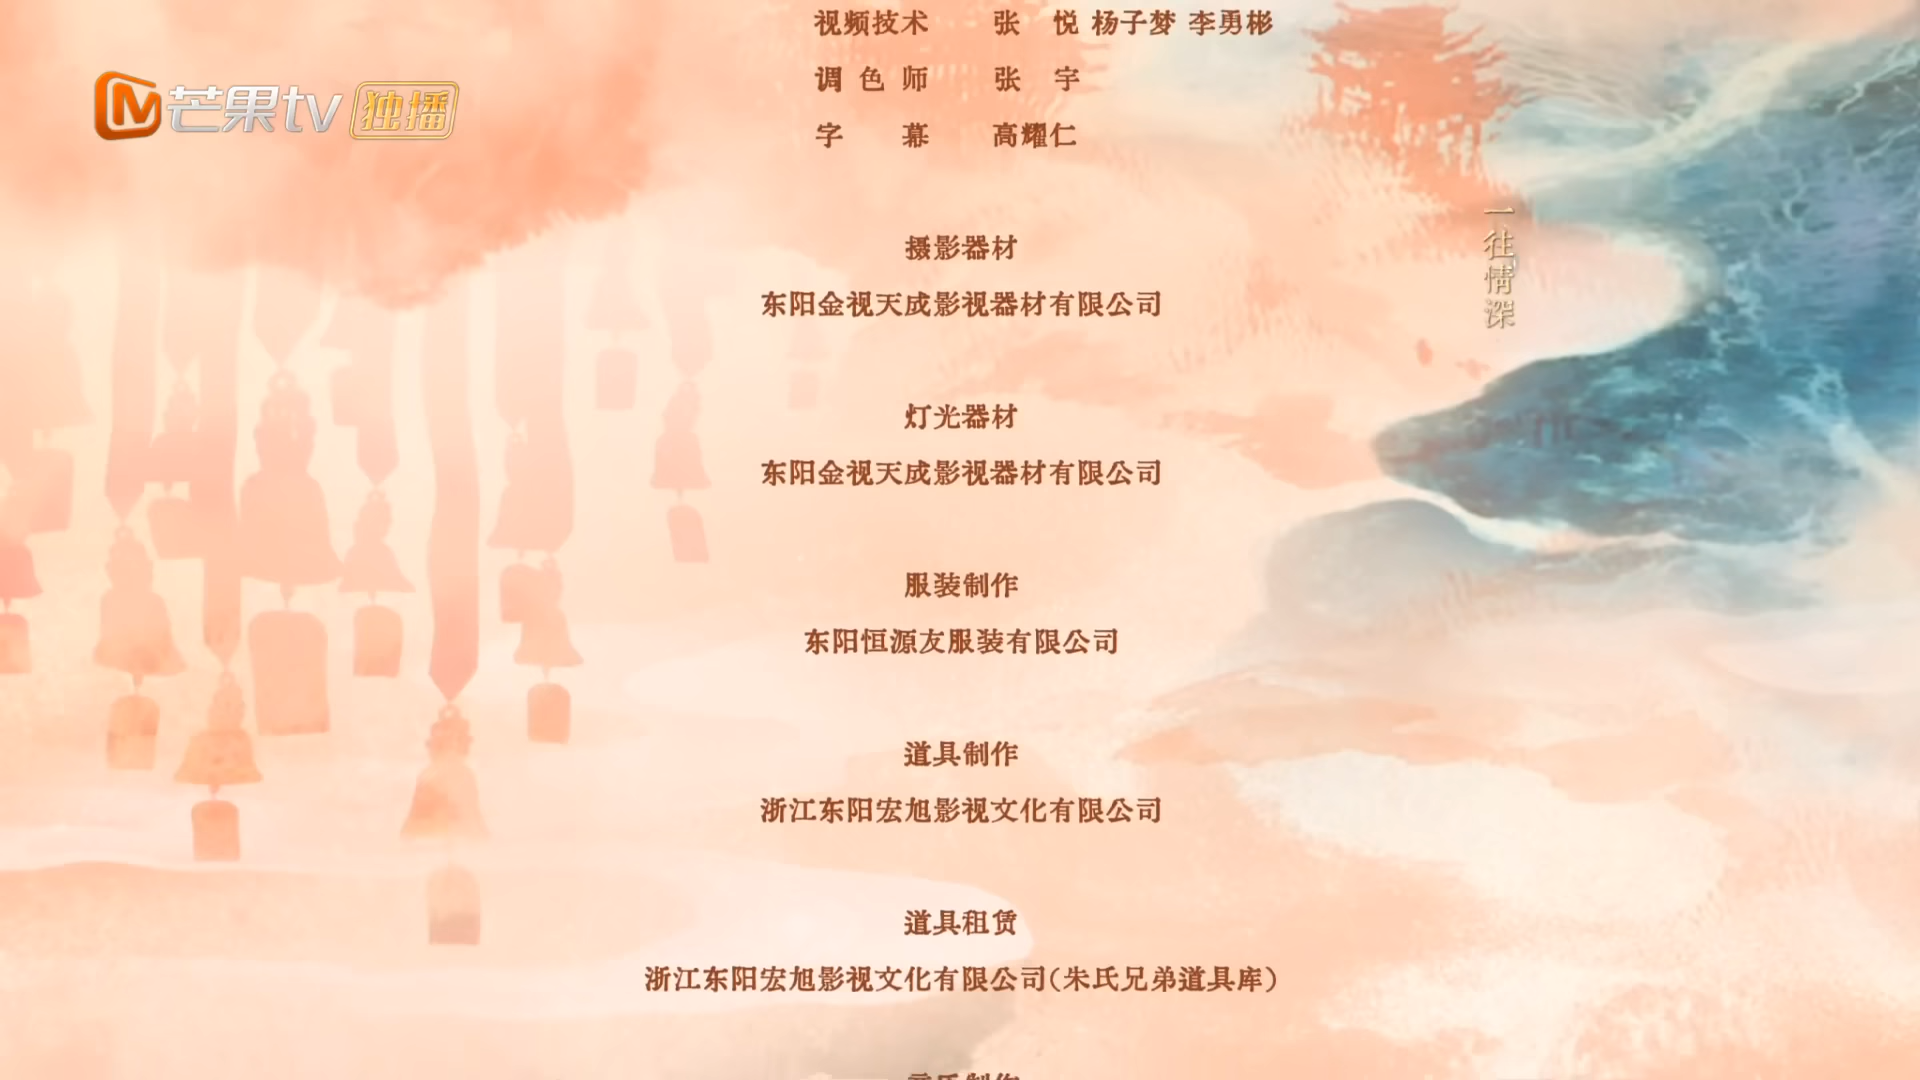 视频技术 张 悦 杨子梦 李勇彬
芒果tv 独播
调色师 张 宇
字 幕 高耀仁
一往情深
摄影器材
东阳金视天成影视器材有限公司
灯光器材
东阳金视天成影视器材有限公司
服装制作
东阳恒源友服装有限公司
道具制作
浙江东阳宏旭影视文化有限公司
道具租赁
浙江东阳宏旭影视文化有限公司(朱氏兄弟道具库)